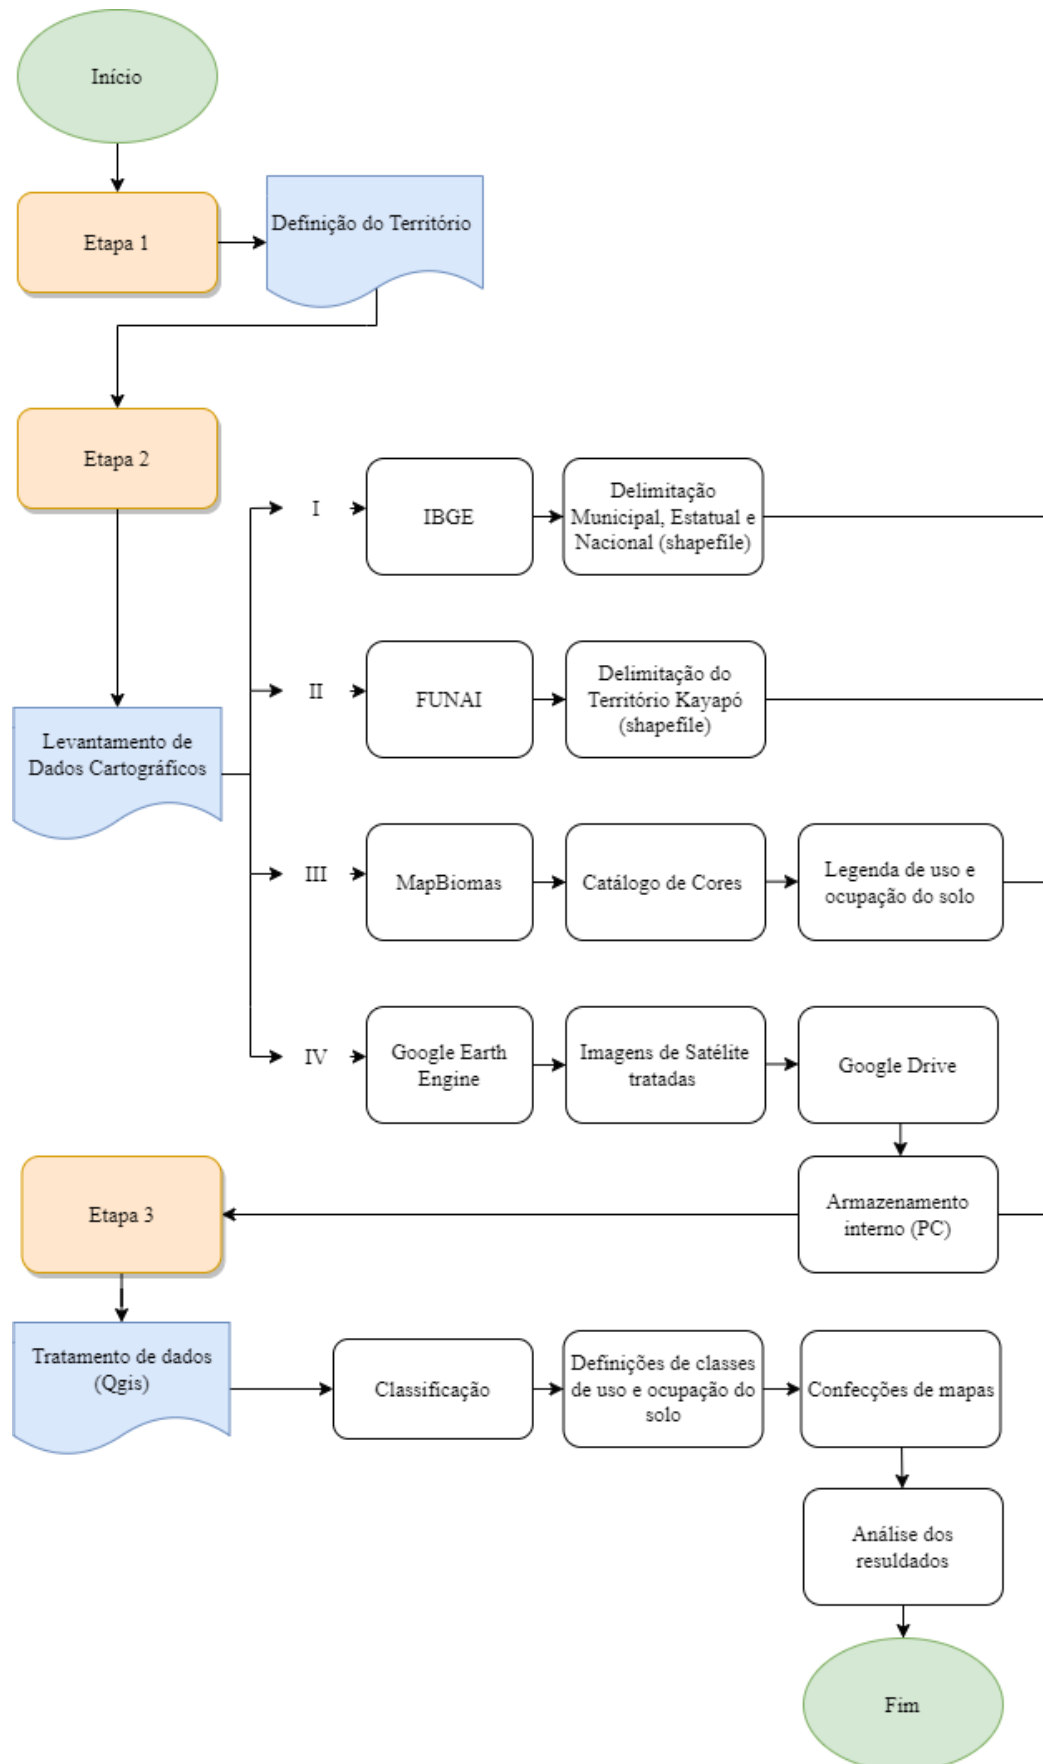 Início
Etapa 1
Definição do Território
Etapa 2
I
IBGE
Delimitação
Municipal, Estatual e
Nacional (shapefile)
II
FUNAI
Delimitação do
Território Kayapó
(shapefile)
Levantamento de
Dados Cartográficos
III
MapBiomas
Catálogo de Cores
Legenda de uso e
ocupação do solo
IV
Google Earth
Engine
Imagens de Satélite
tratadas
Google Drive
Armazenamento
interno (PC)
Etapa 3
Tratamento de dados
(Qgis)
Classificação
Definições de classes
de uso e ocupação do
solo
Confecções de mapas
Análise dos
resuldados
Fim